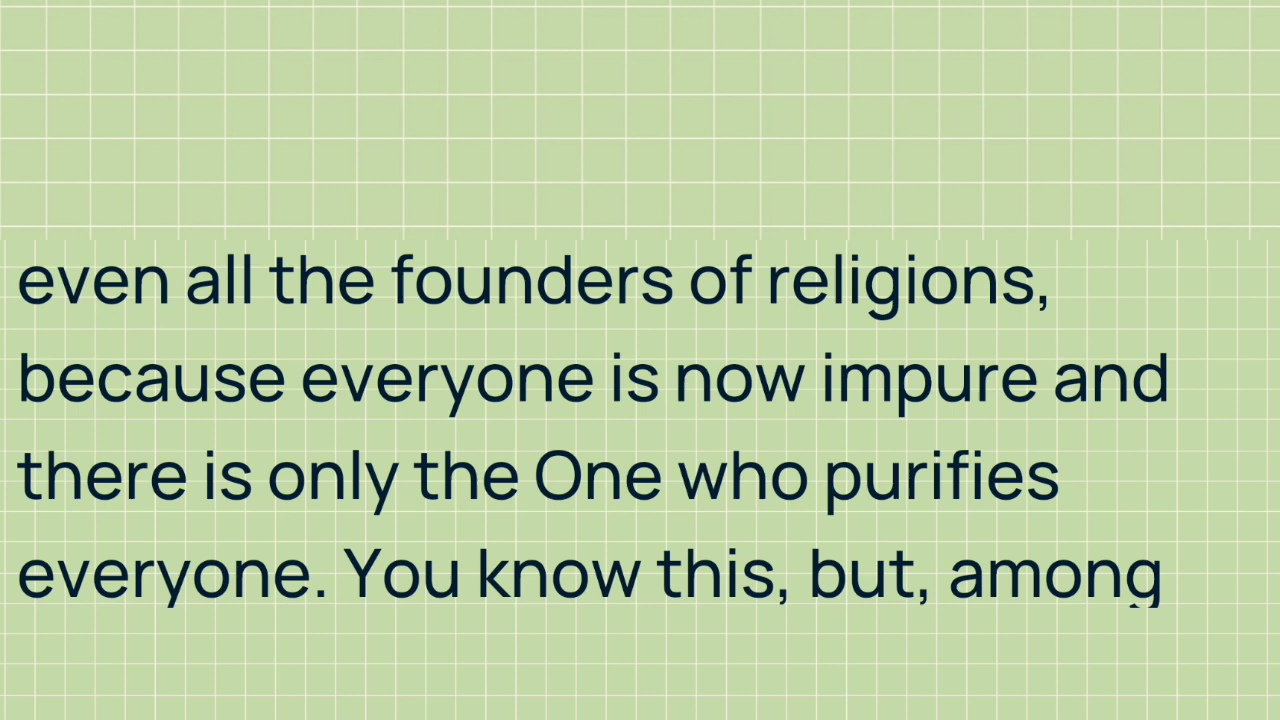 even all the founders of religions,
because everyone is now impure and
there is only the One who purifies
everyone. You know this, but, among